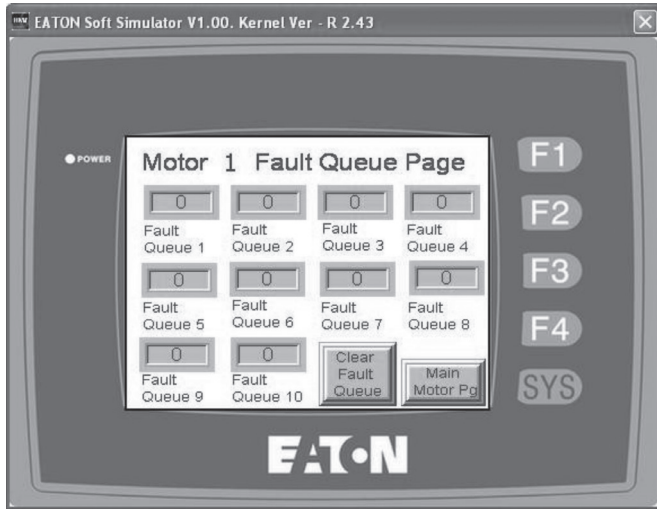 EATON Soft Simulator V1.00. Kernel Ver - R 2.43
POWER
Motor 1 Fault Queue Page
0 0 0 0
Fault Queue 1
Fault Queue 2
Fault Queue 3
Fault Queue 4
0 0 0 0
Fault Queue 5
Fault Queue 6
Fault Queue 7
Fault Queue 8
0 0
Fault Queue 9
Fault Queue 10
Clear
Fault
Queue
Main
Motor Pg
F1
F2
F3
F4
SYS
EATON